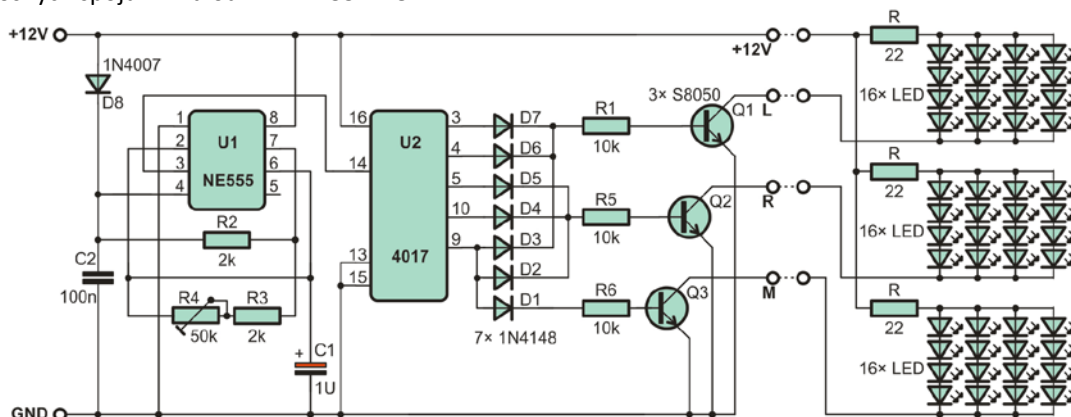 +12V
1N4007
D8
C2
100n
1
2
3
4
U1
NE555
8
7
6
5
R2
2k
R4
50k
R3
2k
+
C1
1U
GND
16
14
13
15
U2
4017
3
4
5
10
9
D7
D6
D5
D4
D3
D2
D1
7× 1N4148
R1
10k
R5
10k
R6
10k
3× S8050
Q1
Q2
Q3
+12V
L
R
M
R
22
16× LED
R
22
16× LED
R
22
16× LED